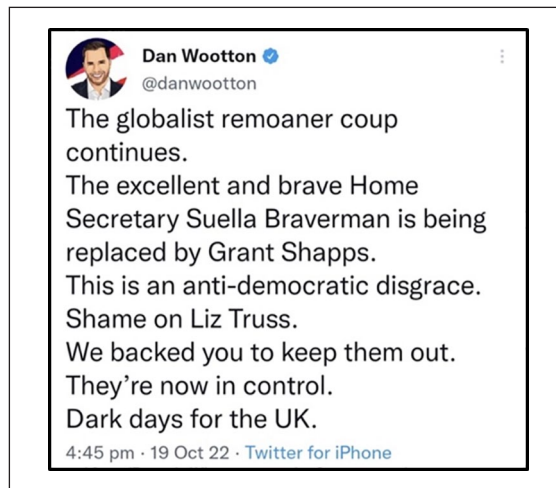 Dan Wootton
@danwootton
The globalist remoaner coup
continues.
The excellent and brave Home
Secretary Suella Braverman is being
replaced by Grant Shapps.
This is an anti-democratic disgrace.
Shame on Liz Truss.
We backed you to keep them out.
They’re now in control.
Dark days for the UK.
4:45 pm · 19 Oct 22 · Twitter for iPhone